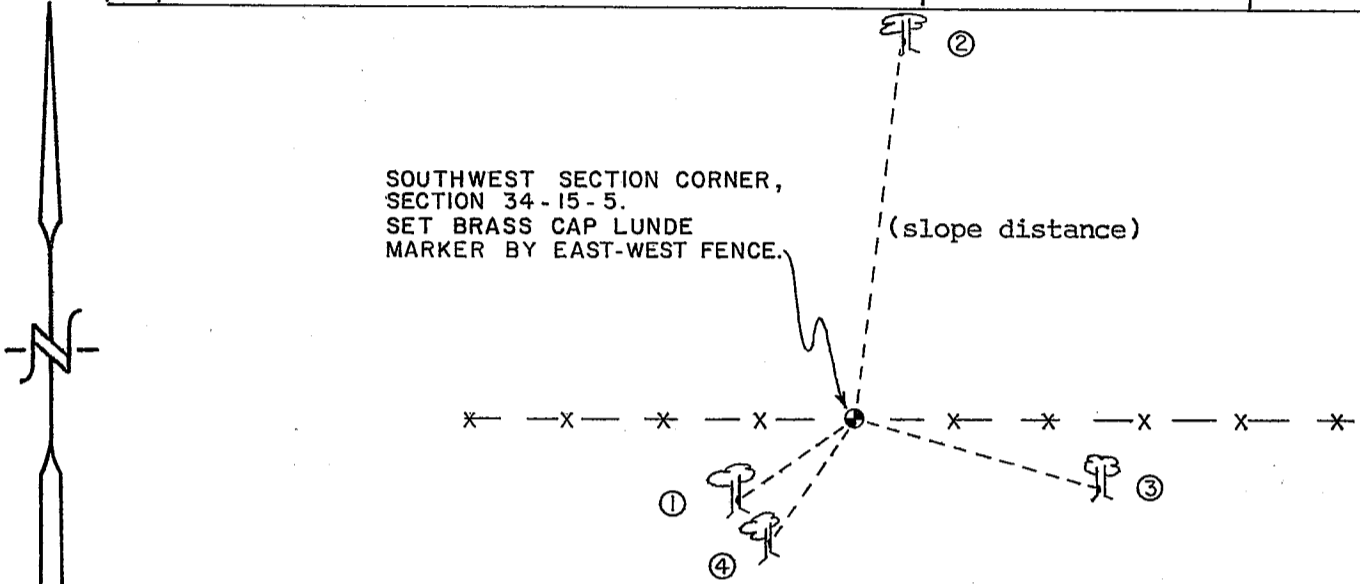 ②
SOUTHWEST SECTION CORNER,
SECTION 34-15-5.
SET BRASS CAP LUNDE
MARKER BY EAST-WEST FENCE.
(slope distance)
N
①
③
④